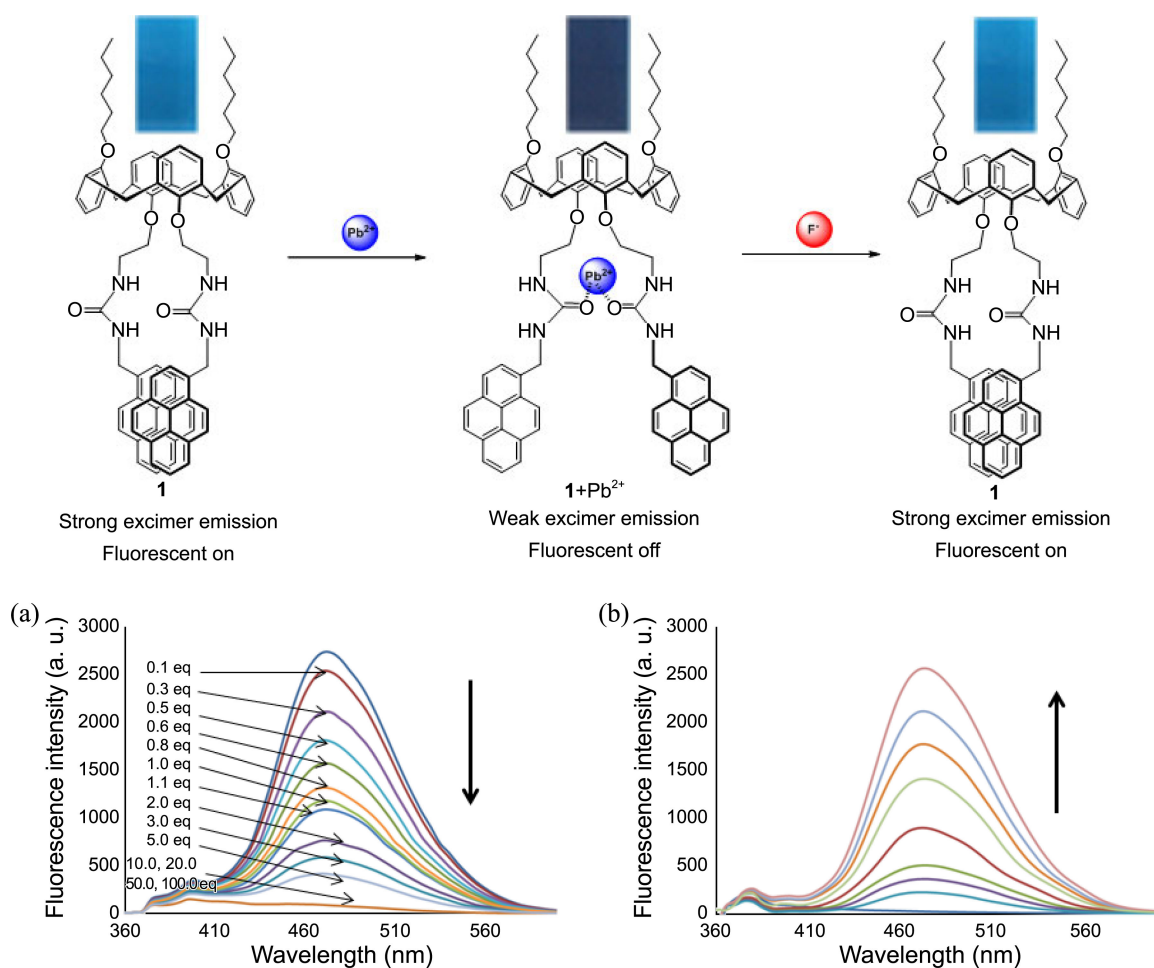 O O
O O
O O
O O
Pb²⁺
F⁻
O O
O O
O O
NH NH
Pb²⁺
NH NH
HN NH
O O
O O
O O
NH NH
HN NH
NH NH
1
1+Pb²⁺
1
Strong excimer emission
Weak excimer emission
Strong excimer emission
Fluorescent on
Fluorescent off
Fluorescent on
(a)
Fluorescence intensity (a. u.)
3000
2500
2000
1500
1000
500
0
0.1 eq
0.3 eq
0.5 eq
0.6 eq
0.8 eq
1.0 eq
1.1 eq
2.0 eq
3.0 eq
5.0 eq
10.0, 20.0
50.0, 100.0eq
360 410 460 510 560
Wavelength (nm)
(b)
Fluorescence intensity (a. u.)
3000
2500
2000
1500
1000
500
0
360 410 460 510 560
Wavelength (nm)